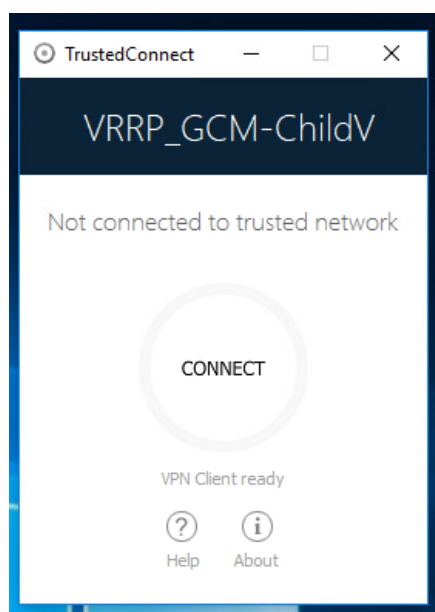 TrustedConnect
VRRP_GCM-ChildV
Not connected to trusted network
CONNECT
VPN Client ready
? i
Help About